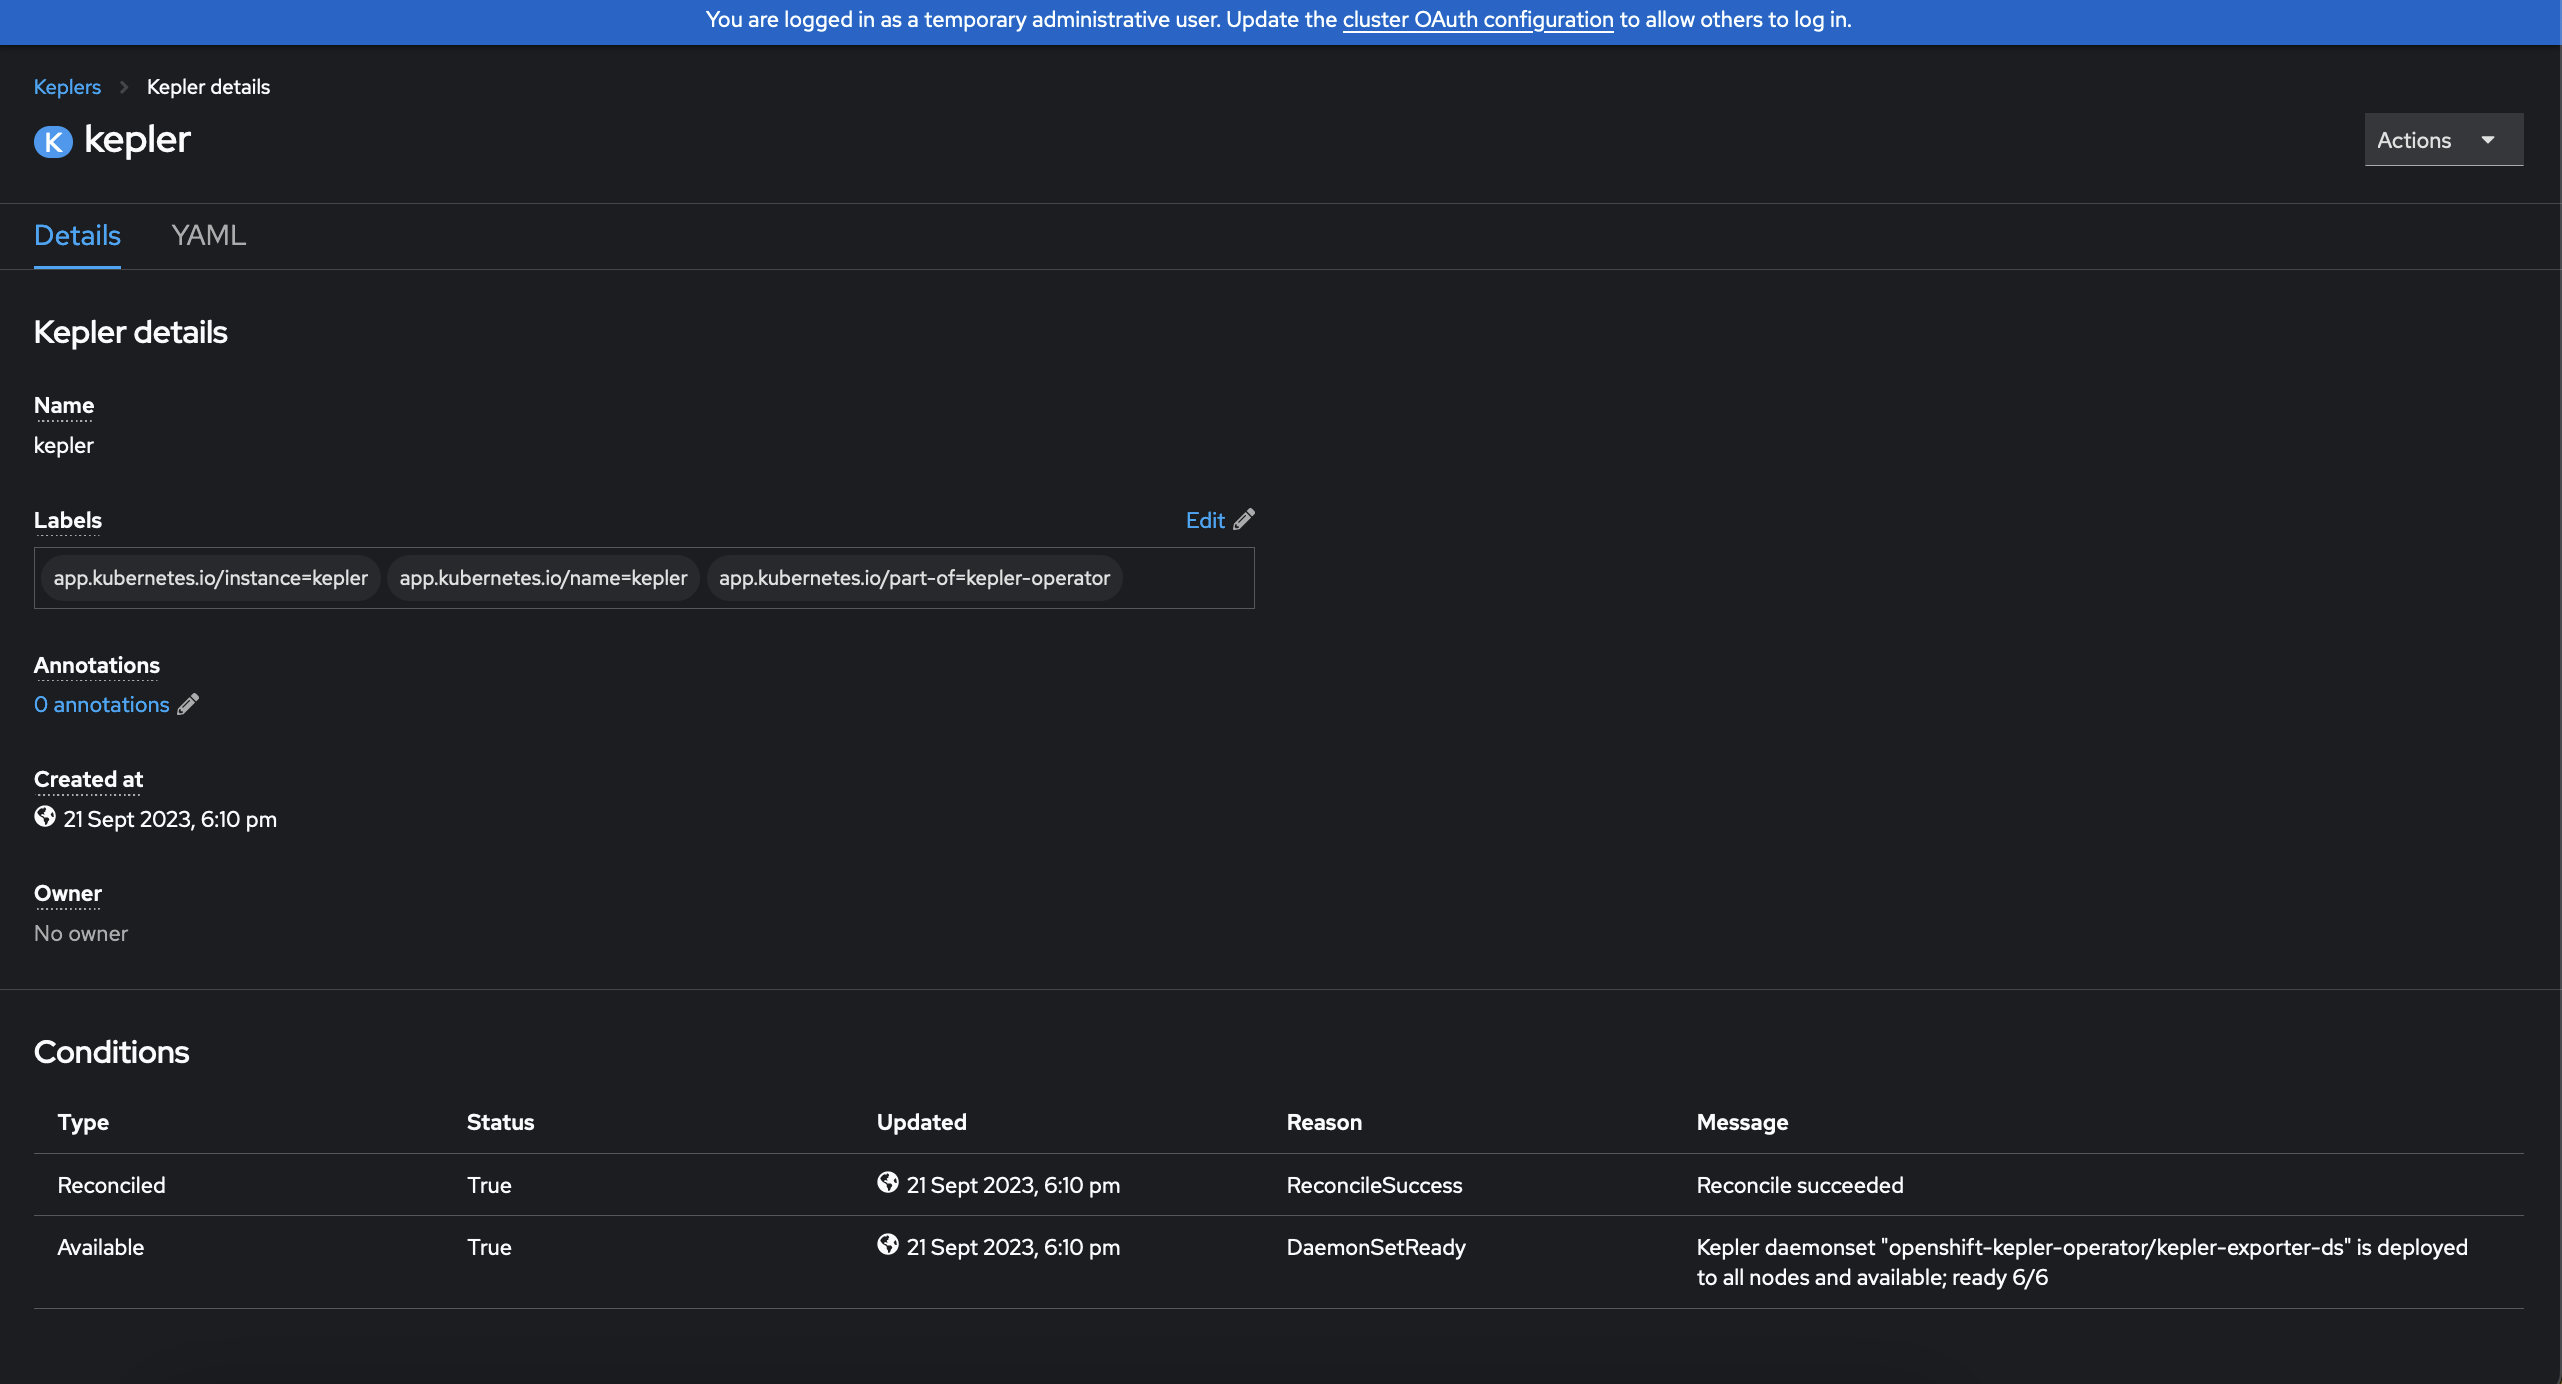 You are logged in as a temporary administrative user. Update the cluster OAuth configuration to allow others to log in.
Keplers > Kepler details
K kepler
Actions
Details YAML
Kepler details
Name
kepler
Labels Edit
app.kubernetes.io/instance=kepler app.kubernetes.io/name=kepler app.kubernetes.io/part-of=kepler-operator
Annotations
0 annotations
Created at
21 Sept 2023, 6:10 pm
Owner
No owner
Conditions
Type Status Updated Reason Message
Reconciled True 21 Sept 2023, 6:10 pm ReconcileSuccess Reconcile succeeded
Available True 21 Sept 2023, 6:10 pm DaemonSetReady Kepler daemonset "openshift-kepler-operator/kepler-exporter-ds" is deployed
to all nodes and available; ready 6/6